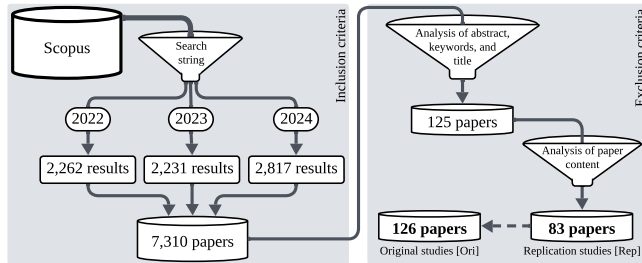 Scopus
Search
string
Inclusion criteria
2022
2023
2024
2,262 results
2,231 results
2,817 results
7,310 papers
Analysis of abstract,
keywords, and
title
Exclusion criteria
125 papers
Analysis of paper
content
126 papers
83 papers
Original studies [Ori]
Replication studies [Rep]